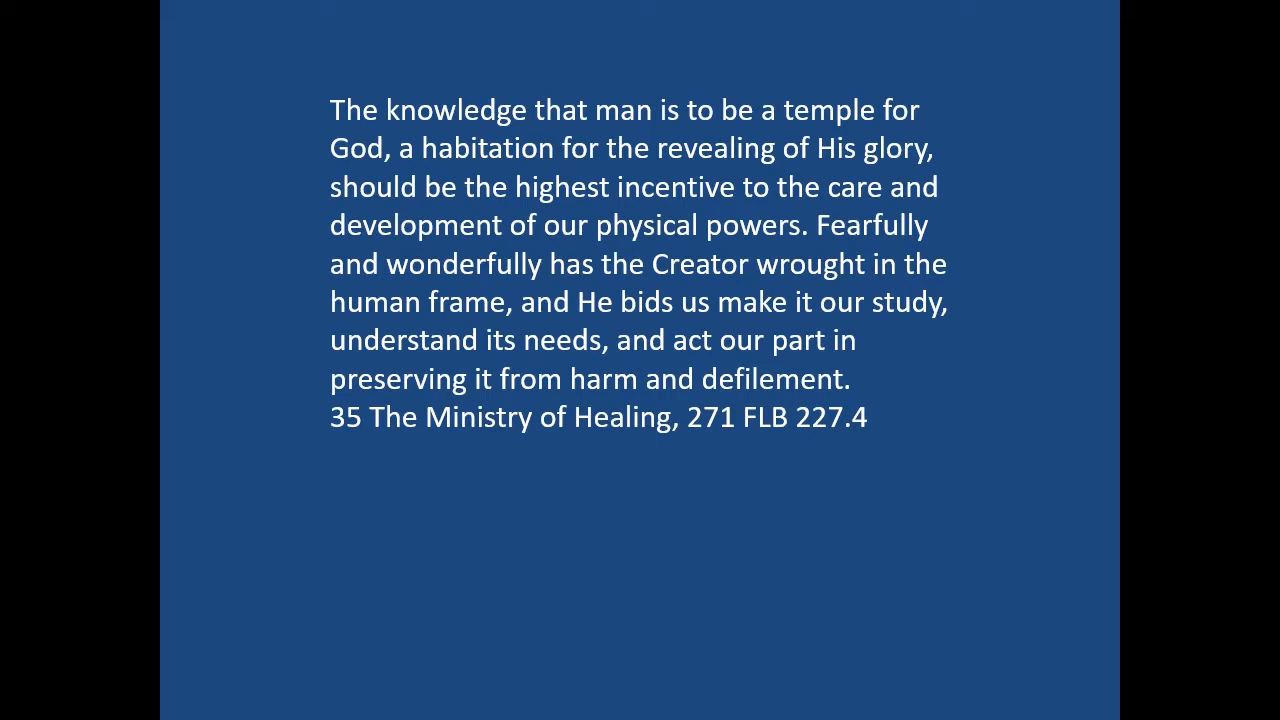 The knowledge that man is to be a temple for
God, a habitation for the revealing of His glory,
should be the highest incentive to the care and
development of our physical powers. Fearfully
and wonderfully has the Creator wrought in the
human frame, and He bids us make it our study,
understand its needs, and act our part in
preserving it from harm and defilement.
35 The Ministry of Healing, 271 FLB 227.4